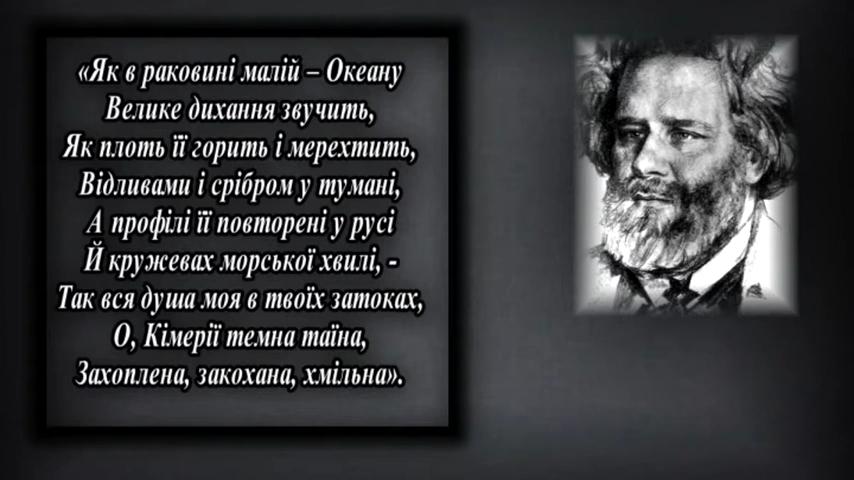 «Як в раковині малій – Океану
Велике дихання звучить,
Як плоть її горить і мерехтить,
Відливами і срібром у тумані,
А профілі її повторені у русі
Й кружевах морської хвилі, -
Так вся душа моя в твоїх затоках,
О, Кімерії темна таїна,
Захоплена, закохана, хмільна».